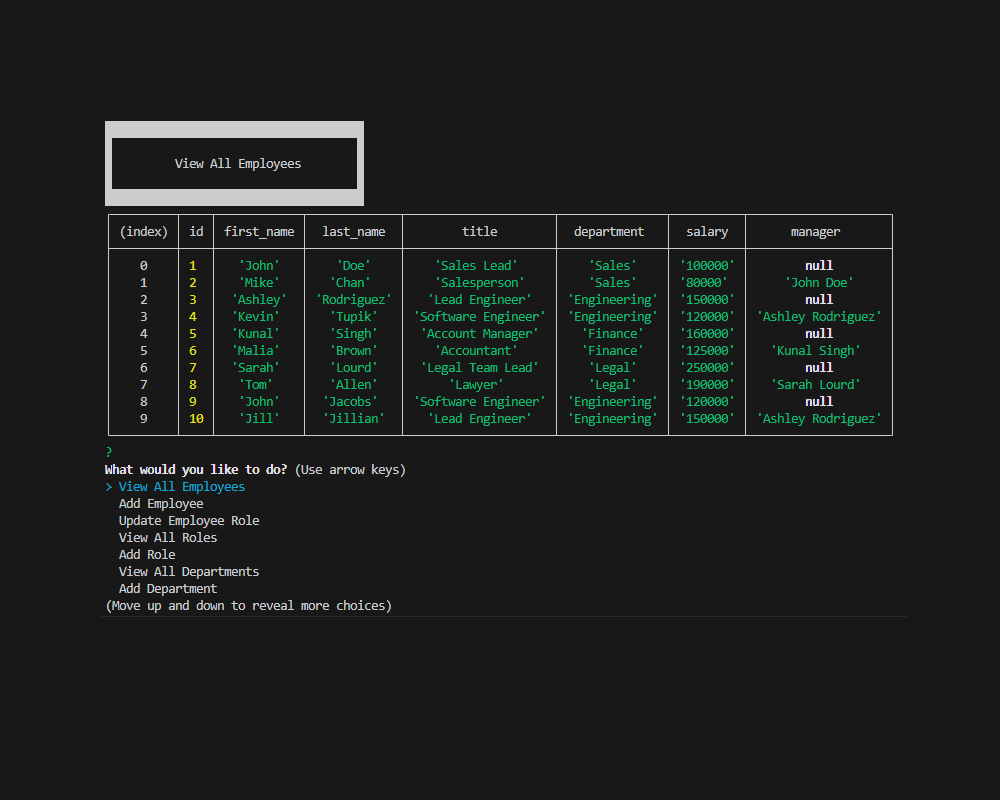 View All Employees
(index) id first_name last_name title department salary manager
0 1 'John' 'Doe' 'Sales Lead' 'Sales' '100000' null
1 2 'Mike' 'Chan' 'Salesperson' 'Sales' '80000' 'John Doe'
2 3 'Ashley' 'Rodriguez' 'Lead Engineer' 'Engineering' '150000' null
3 4 'Kevin' 'Tupik' 'Software Engineer' 'Engineering' '120000' 'Ashley Rodriguez'
4 5 'Kunal' 'Singh' 'Account Manager' 'Finance' '160000' null
5 6 'Malia' 'Brown' 'Accountant' 'Finance' '125000' 'Kunal Singh'
6 7 'Sarah' 'Lourd' 'Legal Team Lead' 'Legal' '250000' null
7 8 'Tom' 'Allen' 'Lawyer' 'Legal' '190000' 'Sarah Lourd'
8 9 'John' 'Jacobs' 'Software Engineer' 'Engineering' '120000' null
9 10 'Jill' 'Jillian' 'Lead Engineer' 'Engineering' '150000' 'Ashley Rodriguez'
?
What would you like to do? (Use arrow keys)
> View All Employees
Add Employee
Update Employee Role
View All Roles
Add Role
View All Departments
Add Department
(Move up and down to reveal more choices)